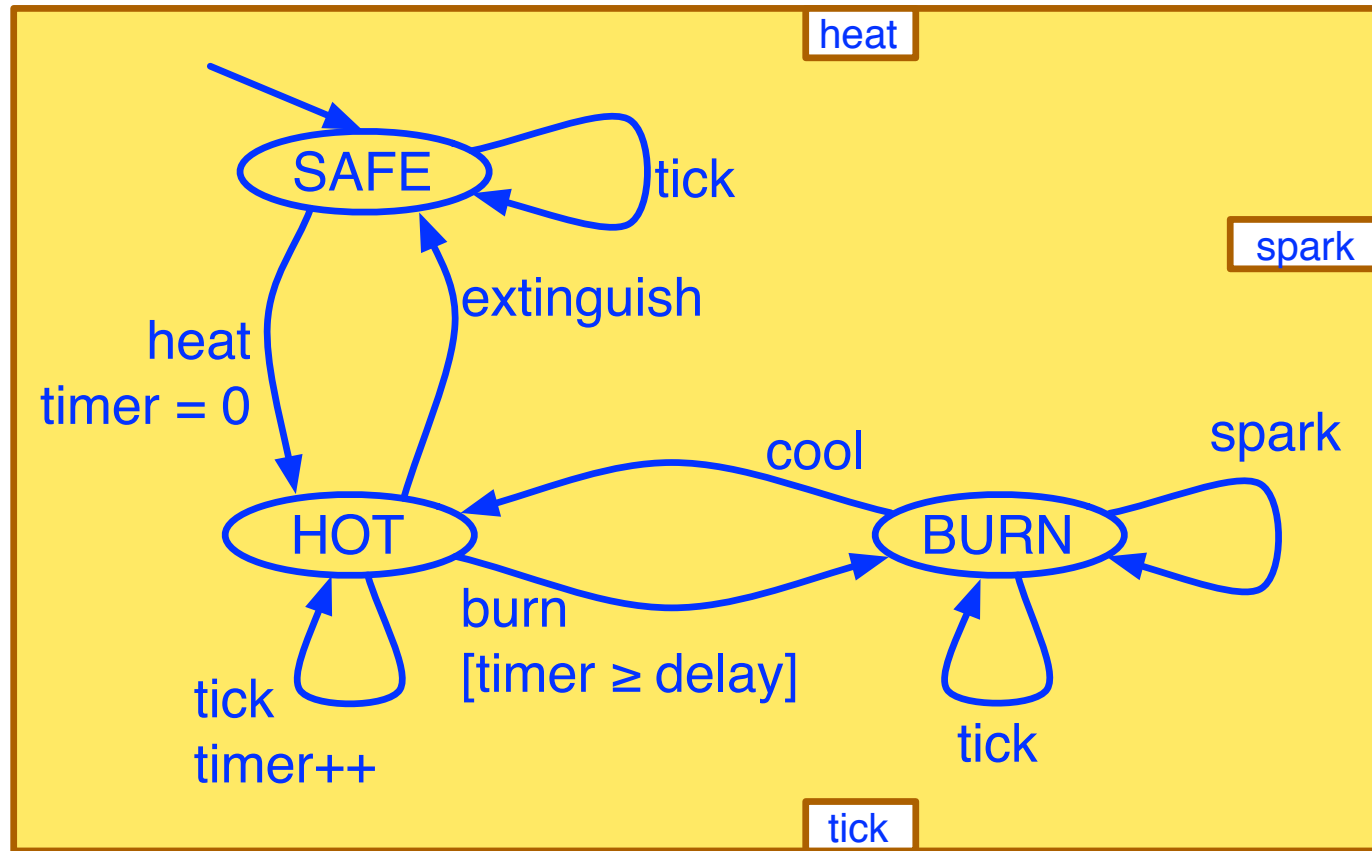 heat
SAFE
tick
spark
extinguish
heat
timer = 0
cool
spark
HOT
BURN
burn
[timer ≥ delay]
tick
timer++
tick
tick